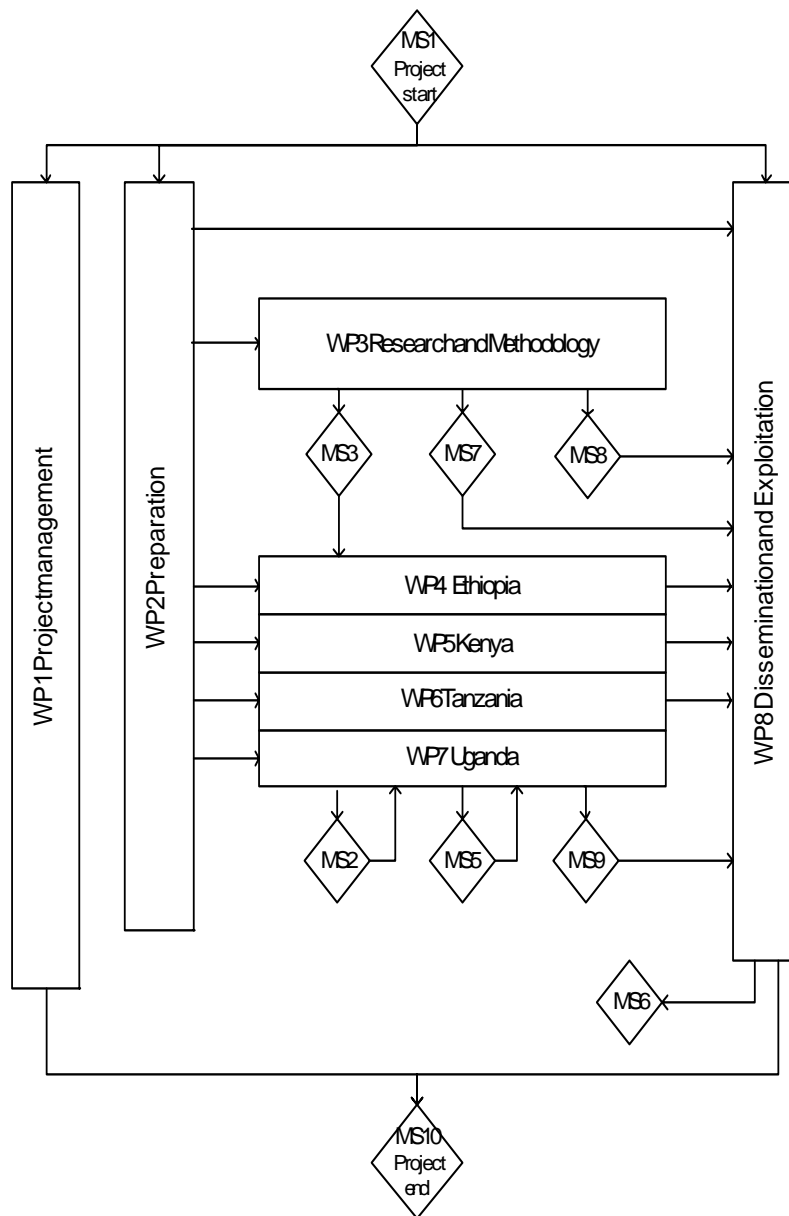 MS1
Project
start
WP1 Project management
WP2 Preparation
WP3 Research and Methodology
MS3
MS7
MS8
WP4 Ethiopia
WP5 Kenya
WP6 Tanzania
WP7 Uganda
MS2
MS5
MS9
WP8 Dissemination and Exploitation
MS6
MS10
Project
end